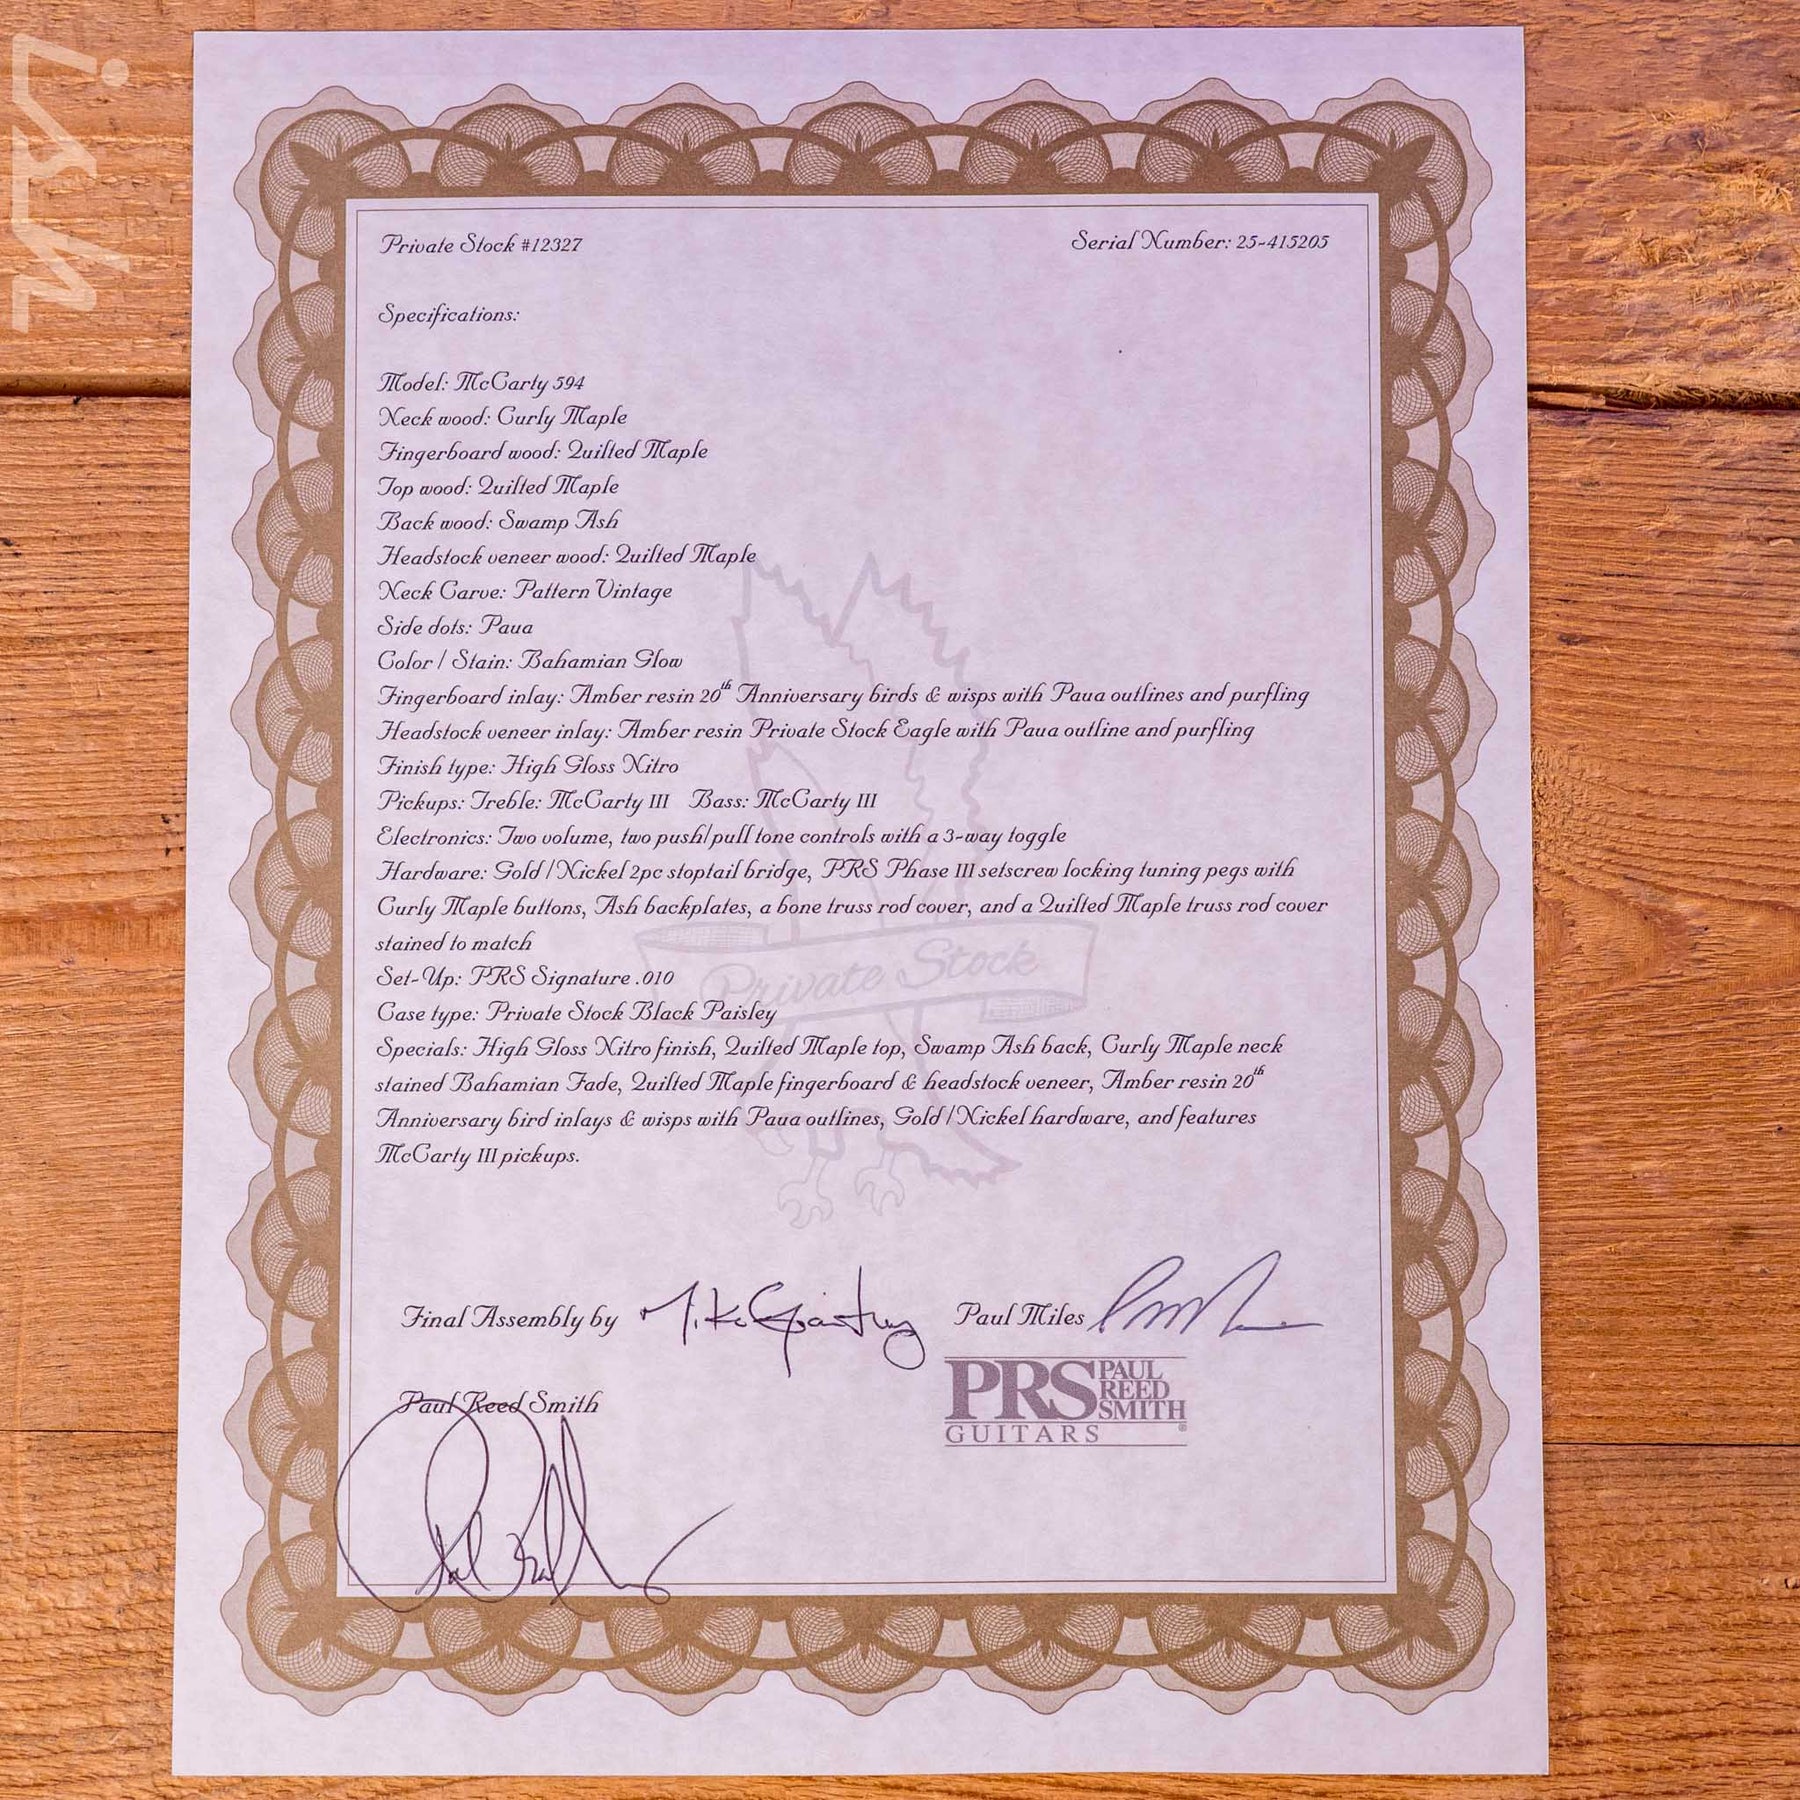 Private Stock #12327 Serial Number: 25-415205
Specifications:
Model: McCarty 594
Neck wood: Curly Maple
Fingerboard wood: Quilted Maple
Top wood: Quilted Maple
Back wood: Swamp Ash
Headstock veneer wood: Quilted Maple
Neck Carve: Pattern Vintage
Side dots: Paua
Color / Stain: Bahamian Glow
Fingerboard inlay: Amber resin 20th Anniversary birds & wisps with Paua outlines and purfling
Headstock veneer inlay: Amber resin Private Stock Eagle with Paua outline and purfling
Finish type: High Gloss Nitro
Pickups: Treble: McCarty III Bass: McCarty III
Electronics: Two volume, two push/pull tone controls with a 3-way toggle
Hardware: Gold / Nickel 2pc stoptail bridge, PRS Phase III setscrew locking tuning pegs with
Curly Maple buttons, Ash backplates, a bone truss rod cover, and a Quilted Maple truss rod cover
stained to match
Set-Up: PRS Signature .010
Private Stock
Case type: Private Stock Black Paisley
Specials: High Gloss Nitro finish, Quilted Maple top, Swamp Ash back, Curly Maple neck
stained Bahamian Fade, Quilted Maple fingerboard & headstock veneer, Amber resin 20th
Anniversary bird inlays & wisps with Paua outlines, Gold / Nickel hardware, and features
McCarty III pickups.
Final Assembly by Paul Miles
Paul Reed Smith
PRS PAUL
REED
SMITH
GUITARS